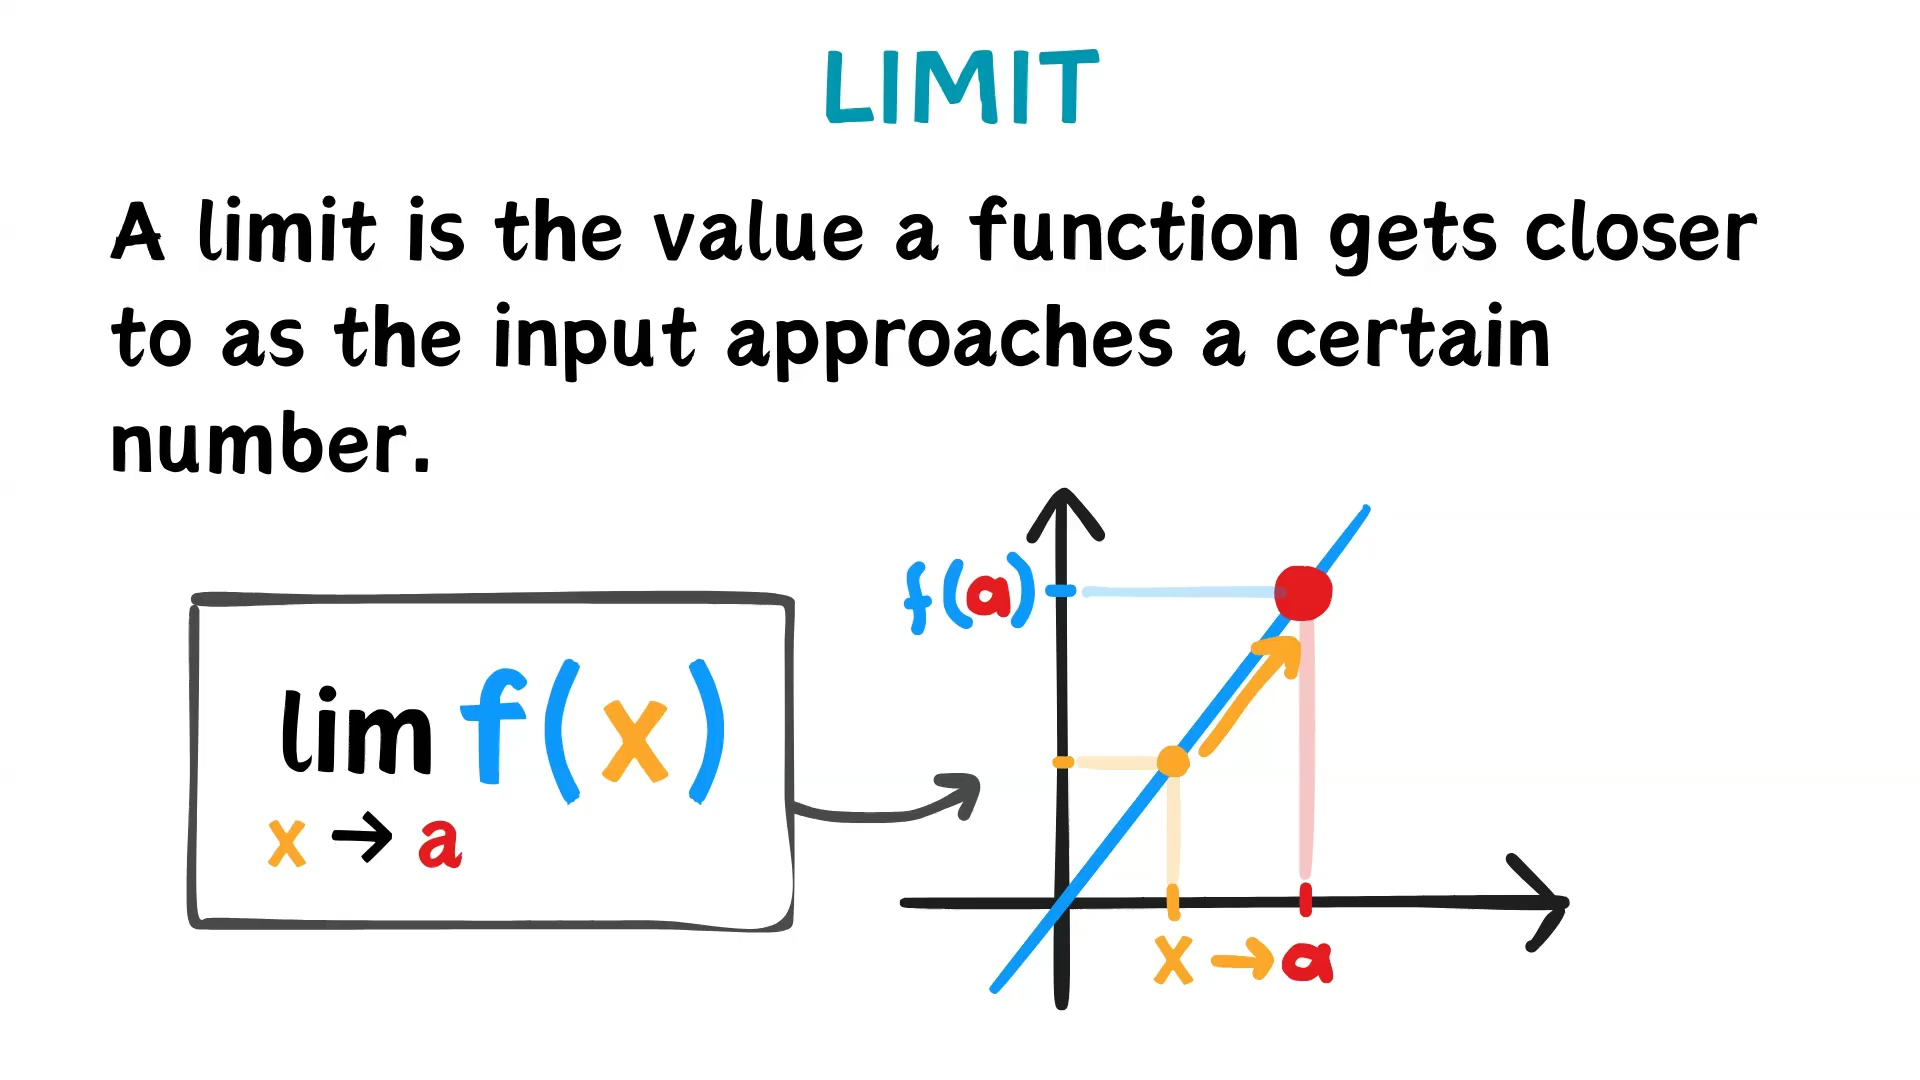 LIMIT
A limit is the value a function gets closer
to as the input approaches a certain
number.
f(a)
lim f(x)
x → a
x → a